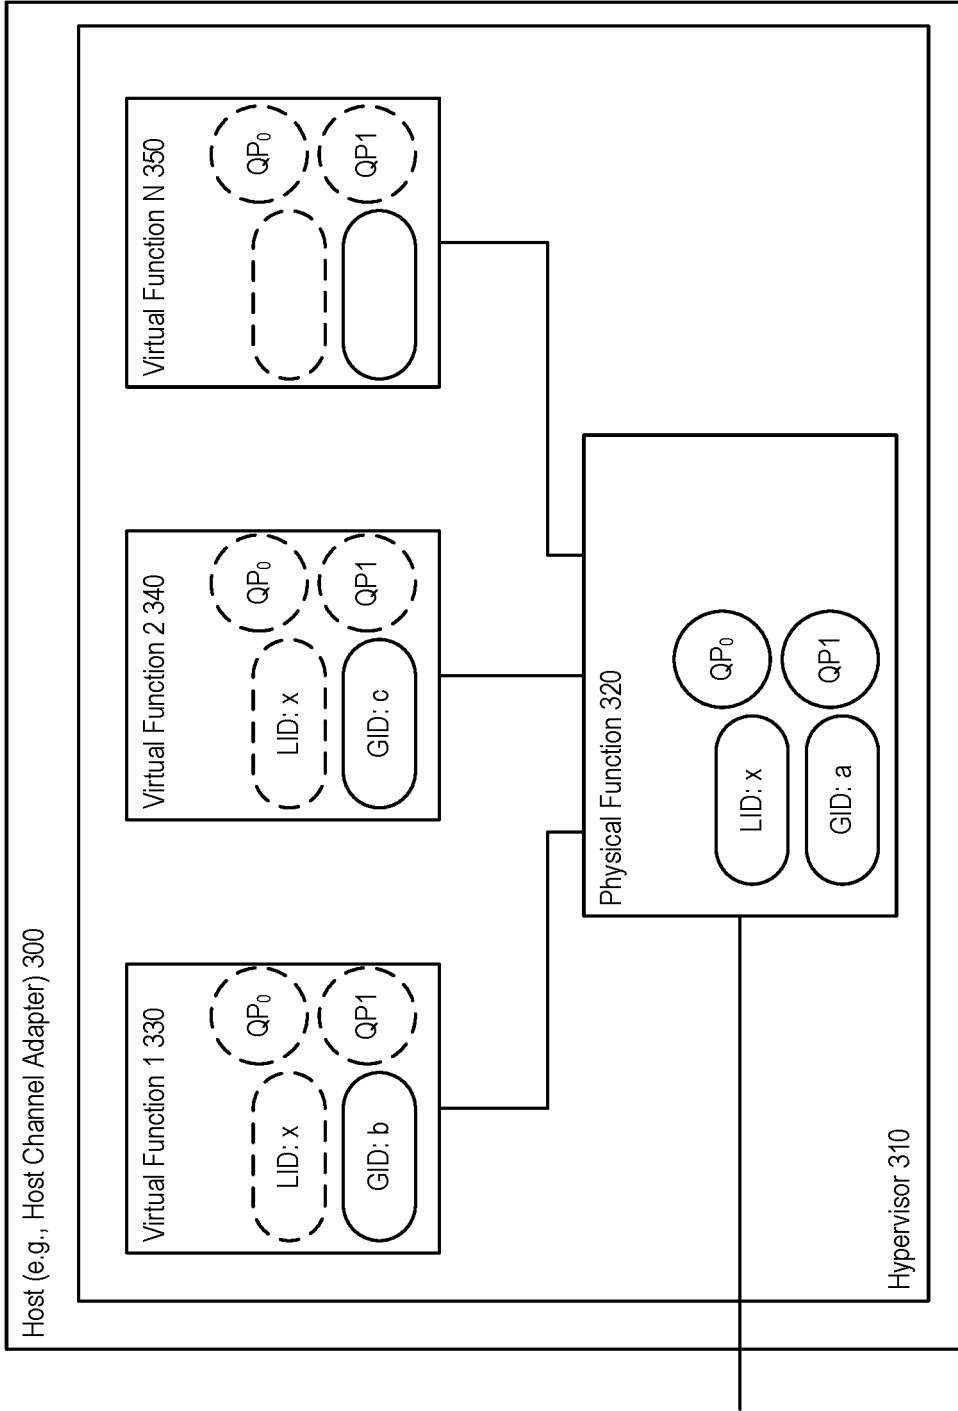 Host (e.g., Host Channel Adapter) 300
Virtual Function 1 330
LID: x
QP₀
GID: b
QP1
Virtual Function 2 340
LID: x
QP₀
GID: c
QP1
Virtual Function N 350
QP₀
QP1
Physical Function 320
LID: x
QP₀
GID: a
QP1
Hypervisor 310